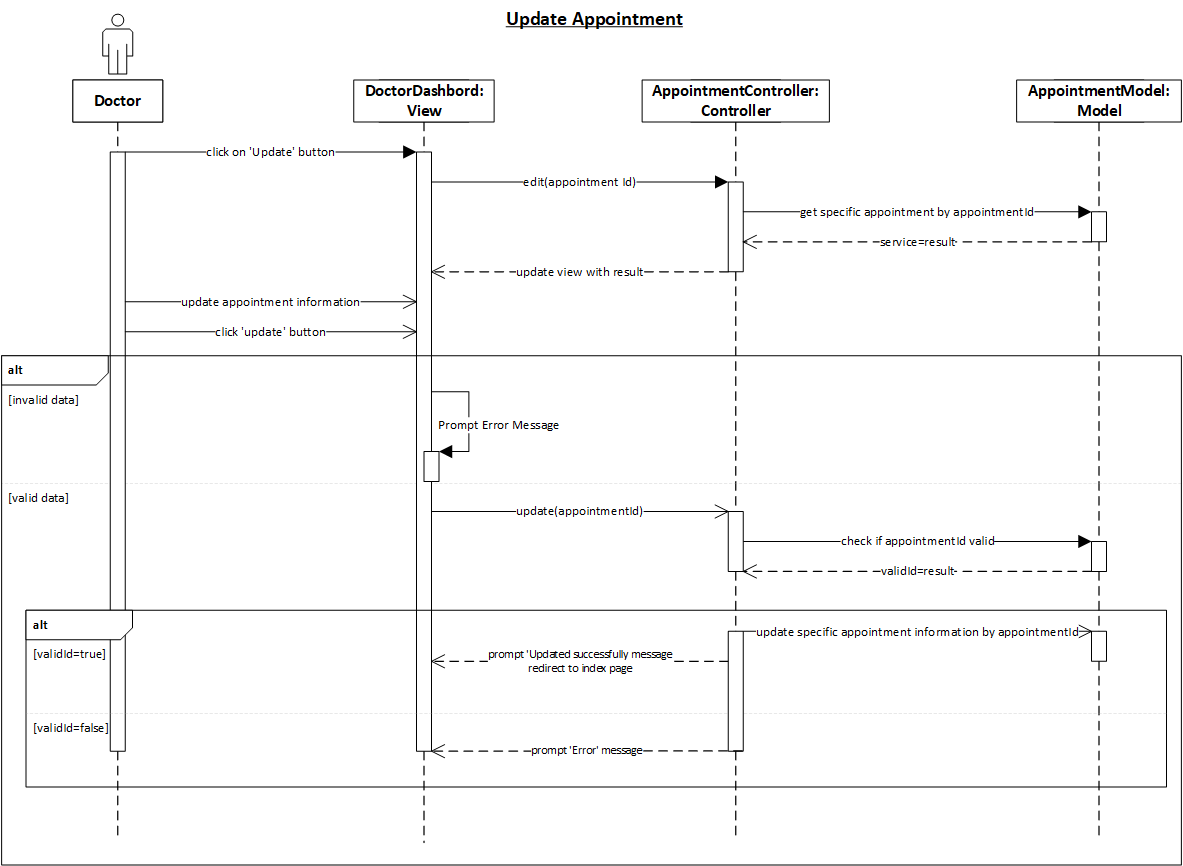 Update Appointment
Doctor
DoctorDashbord:
View
AppointmentController:
Controller
AppointmentModel:
Model
click on 'Update' button
edit(appointment Id)
get specific appointment by appointmentId
service=result
update view with result
update appointment information
click 'update' button
alt
[invalid data]
Prompt Error Message
[valid data]
update(appointmentId)
check if appointmentId valid
validId=result
alt
update specific appointment information by appointmentId
[validId=true]
prompt 'Updated successfully message
redirect to index page
[validId=false]
prompt 'Error' message